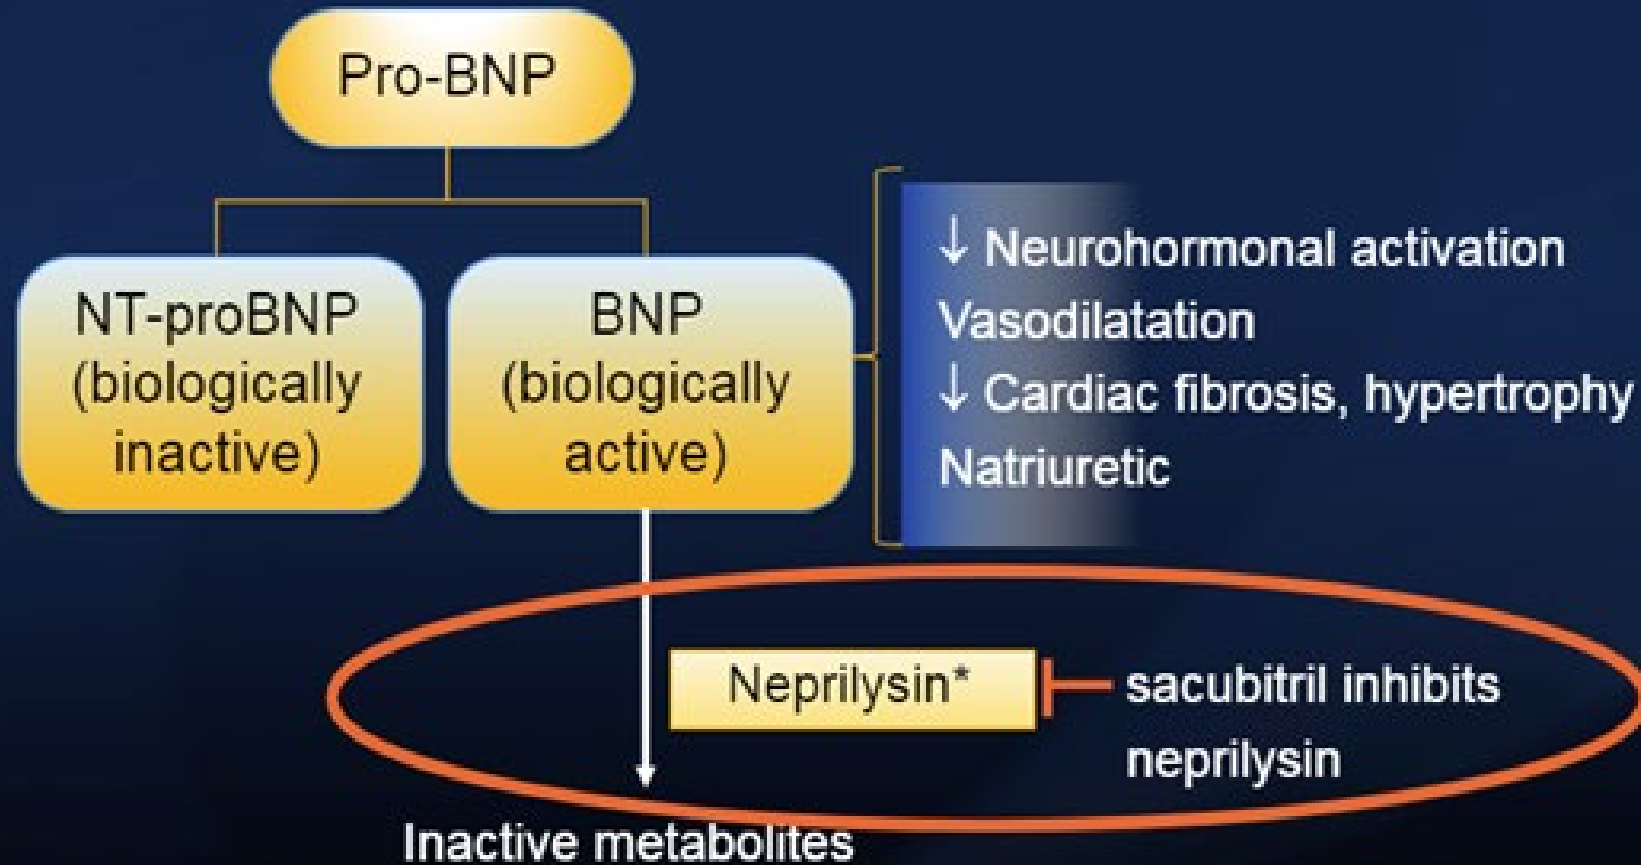 Pro-BNP
NT-proBNP
(biologically
inactive)
BNP
(biologically
active)
↓ Neurohormonal activation
Vasodilatation
↓ Cardiac fibrosis, hypertrophy
Natriuretic
Neprilysin*
sacubitril inhibits
neprilysin
Inactive metabolites